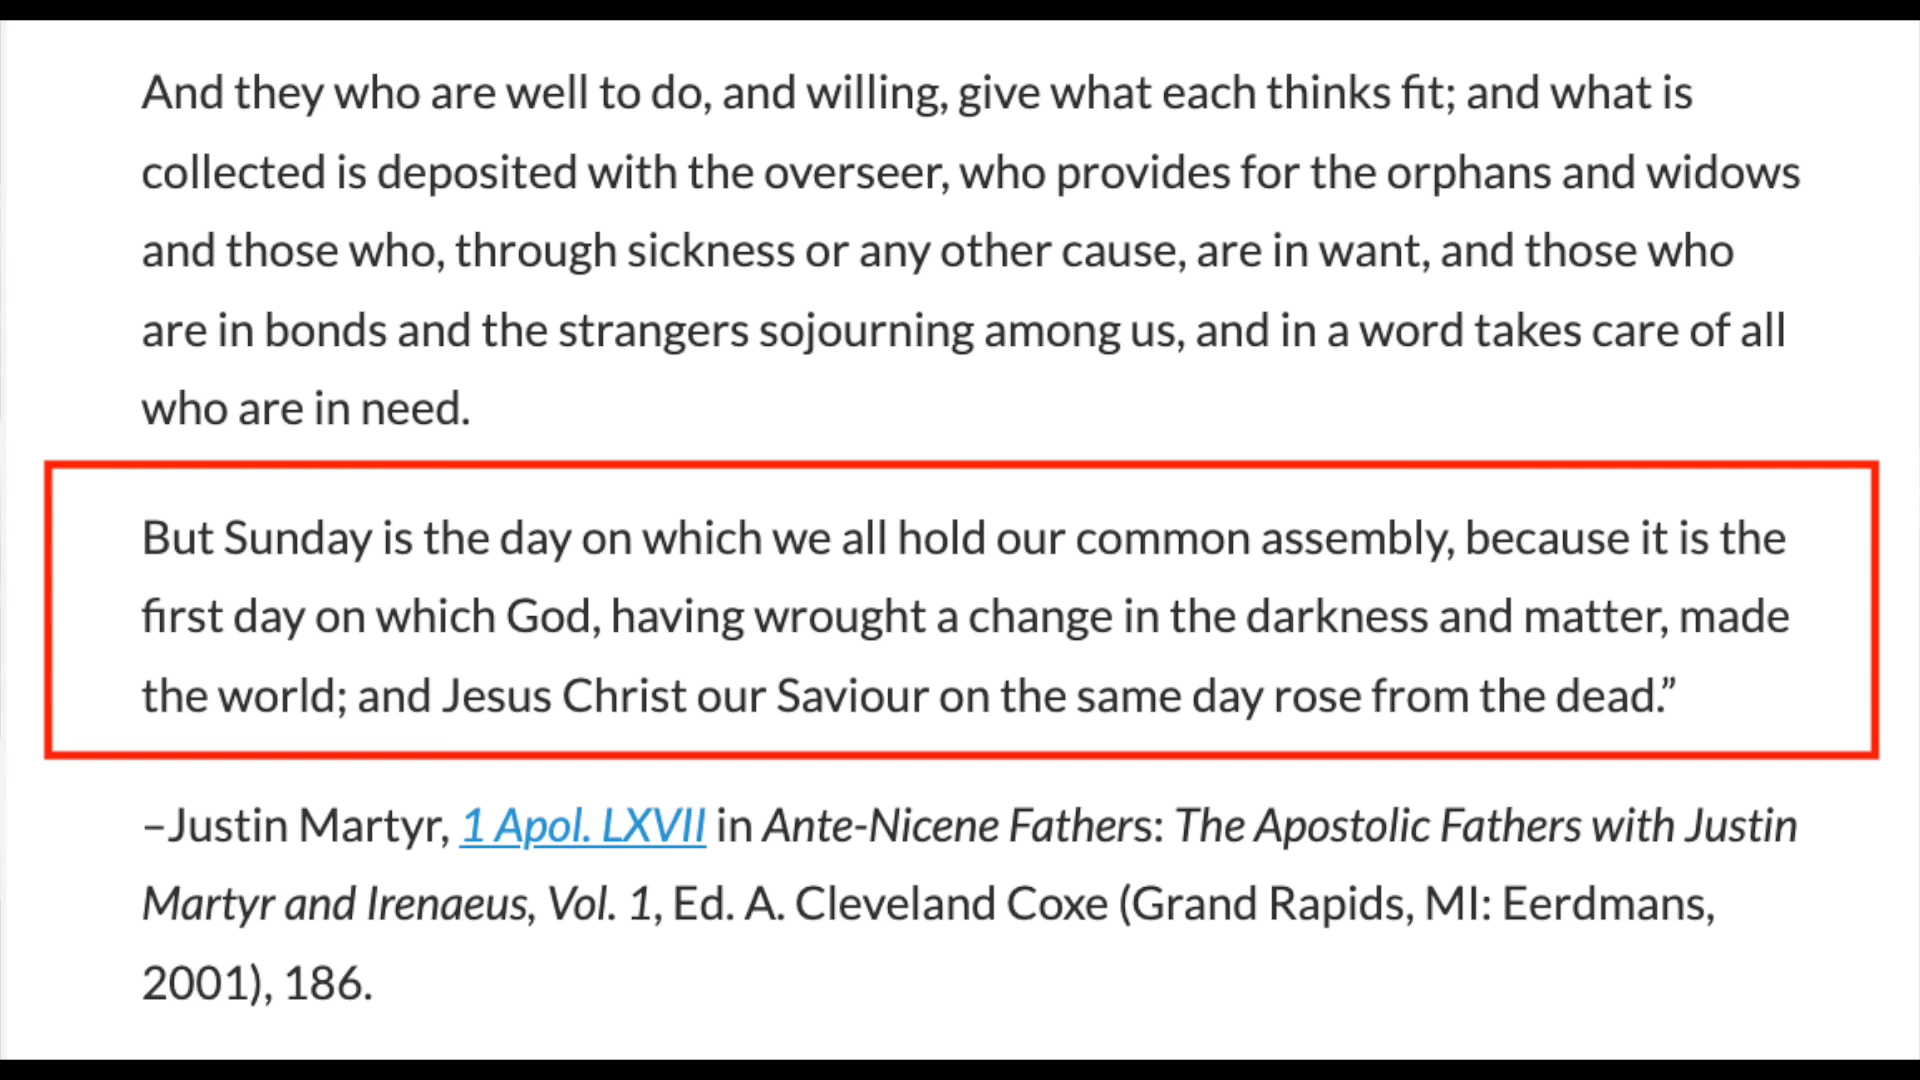 And they who are well to do, and willing, give what each thinks fit; and what is
collected is deposited with the overseer, who provides for the orphans and widows
and those who, through sickness or any other cause, are in want, and those who
are in bonds and the strangers sojourning among us, and in a word takes care of all
who are in need.
But Sunday is the day on which we all hold our common assembly, because it is the
first day on which God, having wrought a change in the darkness and matter, made
the world; and Jesus Christ our Saviour on the same day rose from the dead.”
–Justin Martyr, 1 Apol. LXVII in Ante-Nicene Fathers: The Apostolic Fathers with Justin
Martyr and Irenaeus, Vol. 1, Ed. A. Cleveland Coxe (Grand Rapids, MI: Eerdmans,
2001), 186.